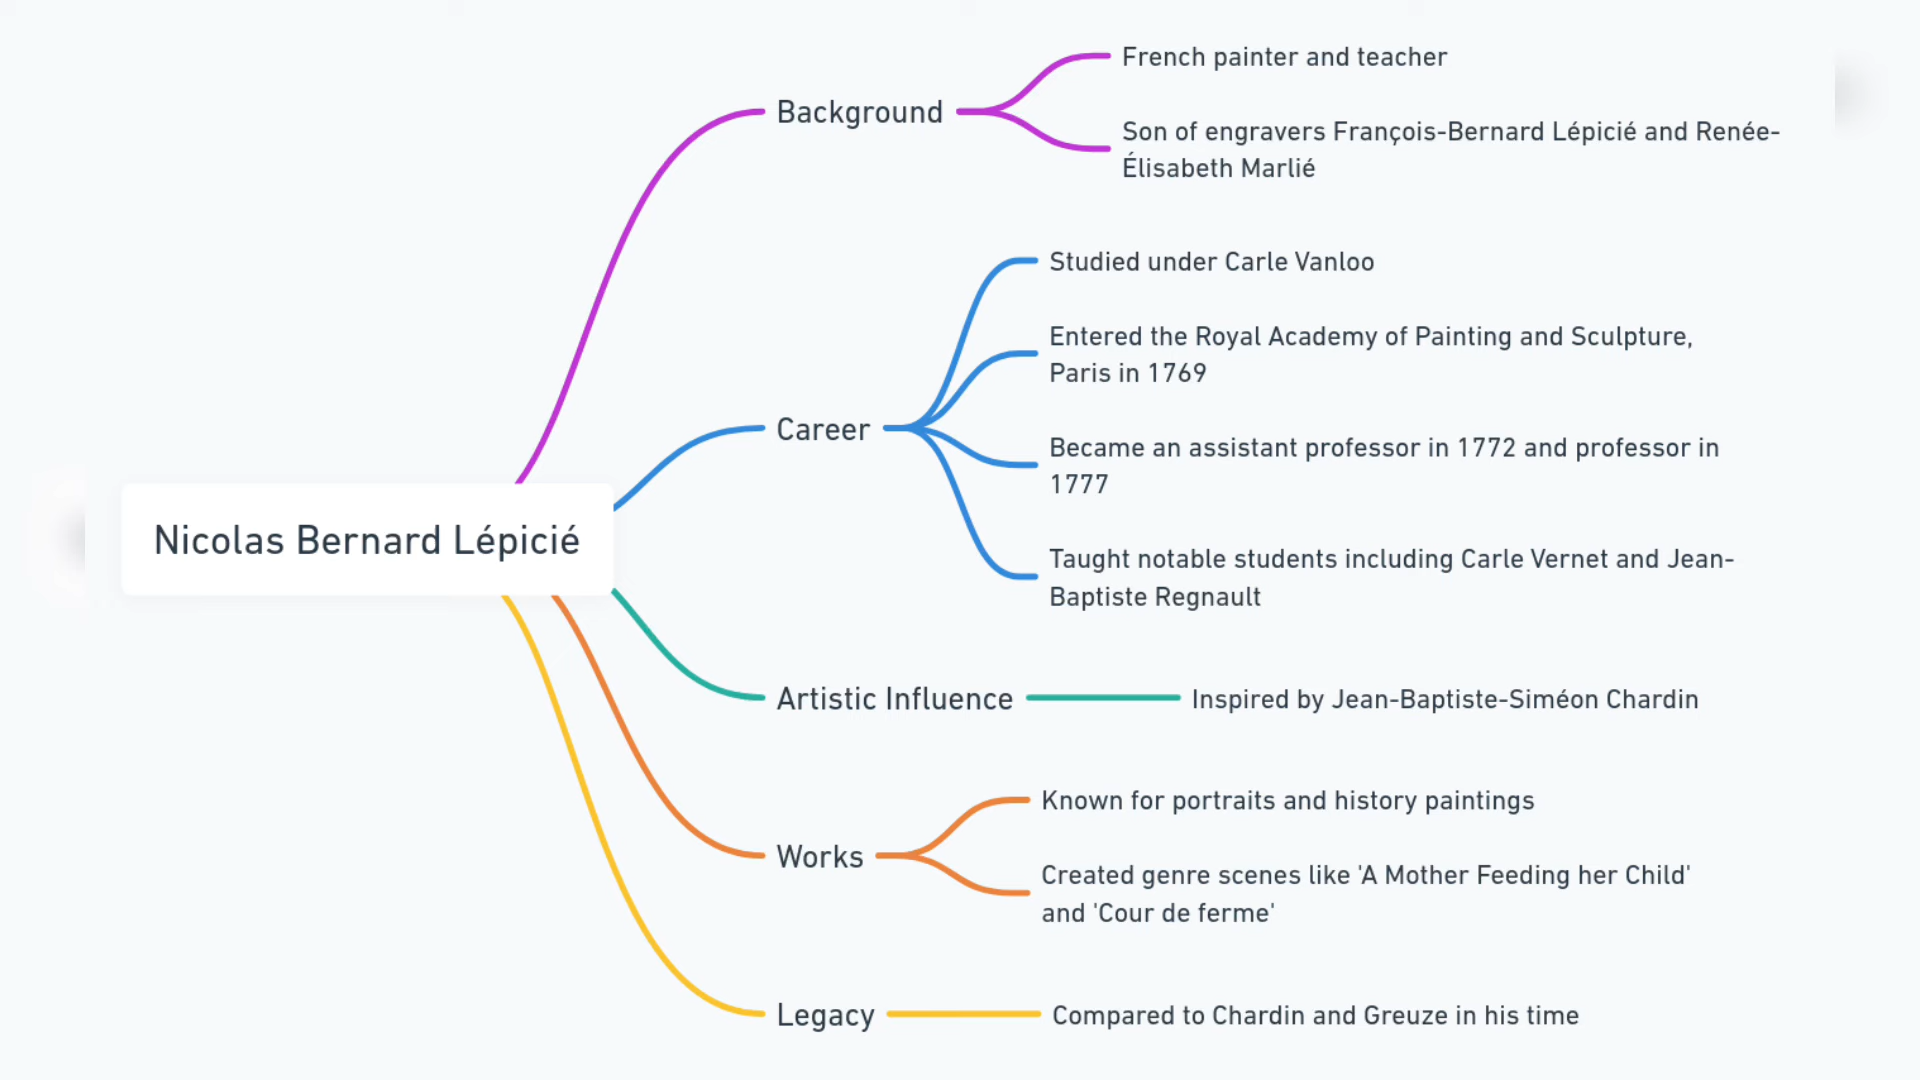 Nicolas Bernard Lépicié
Background
French painter and teacher
Son of engravers François-Bernard Lépicié and Renée-
Élisabeth Marlié
Career
Studied under Carle Vanloo
Entered the Royal Academy of Painting and Sculpture,
Paris in 1769
Became an assistant professor in 1772 and professor in
1777
Taught notable students including Carle Vernet and Jean-
Baptiste Regnault
Artistic Influence
Inspired by Jean-Baptiste-Siméon Chardin
Works
Known for portraits and history paintings
Created genre scenes like 'A Mother Feeding her Child'
and 'Cour de ferme'
Legacy
Compared to Chardin and Greuze in his time